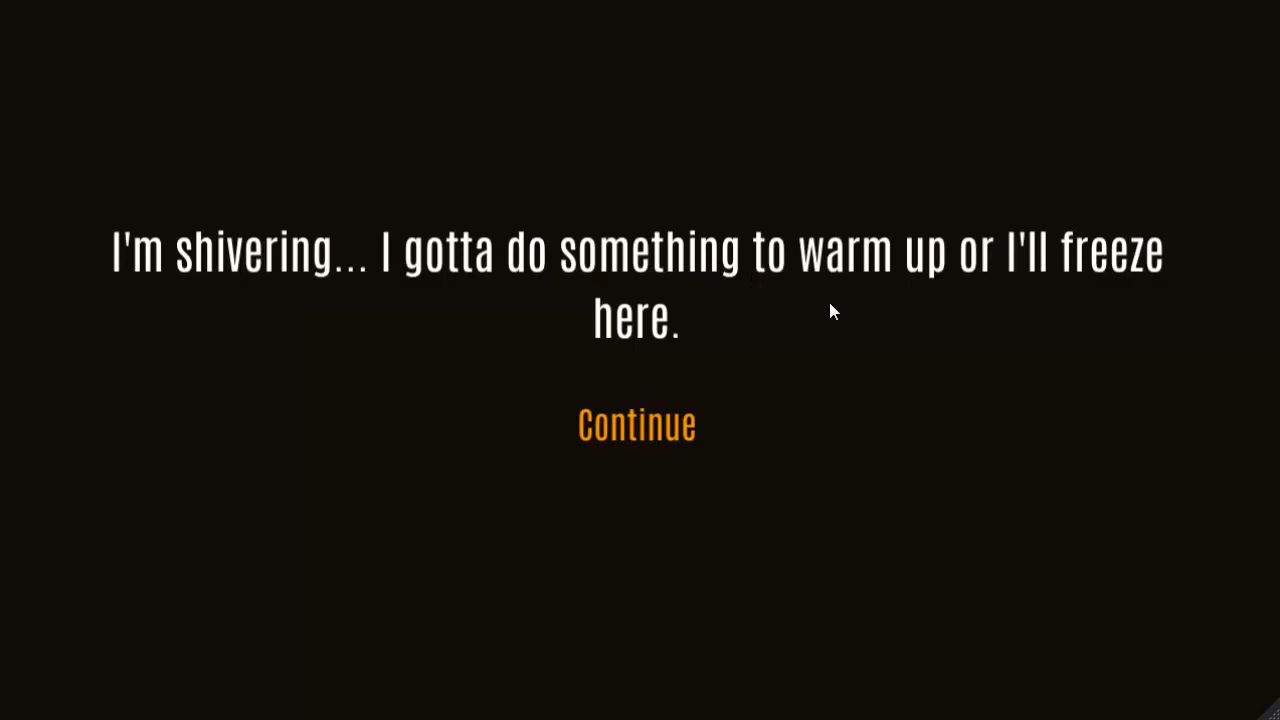 I'm shivering... I gotta do something to warm up or I'll freeze
here.
Continue